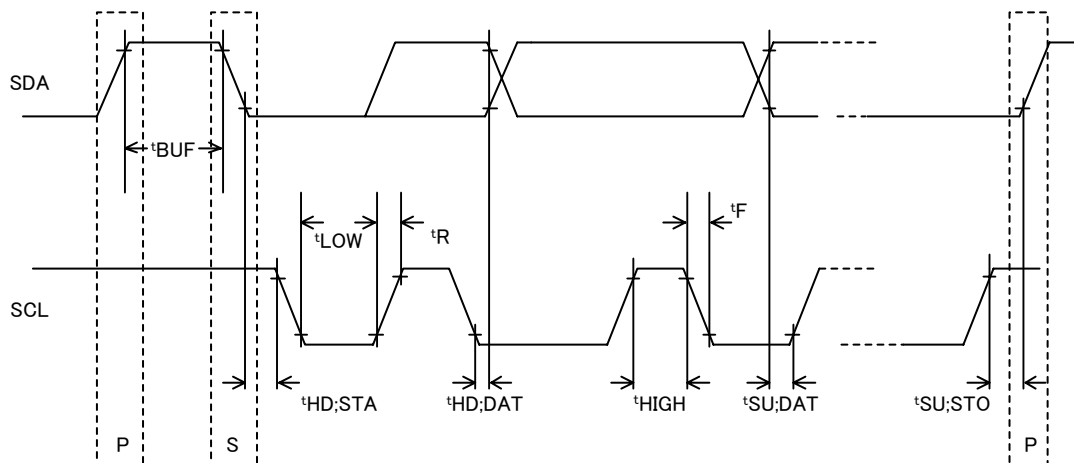 SDA
tBUF
tLOW
tR
tF
SCL
tHD;STA
tHD;DAT
tHIGH
tSU;DAT
tSU;STO
P
S
P